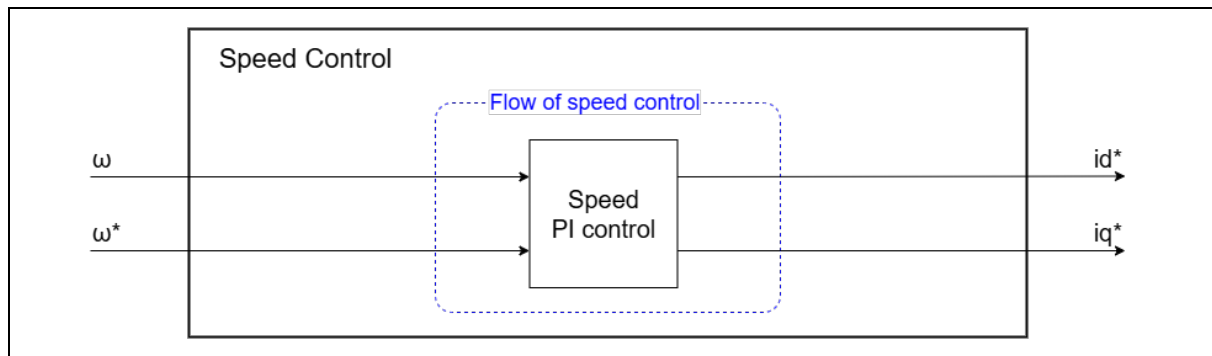 Speed Control
Flow of speed control
ω
id*
Speed
PI control
ω*
iq*